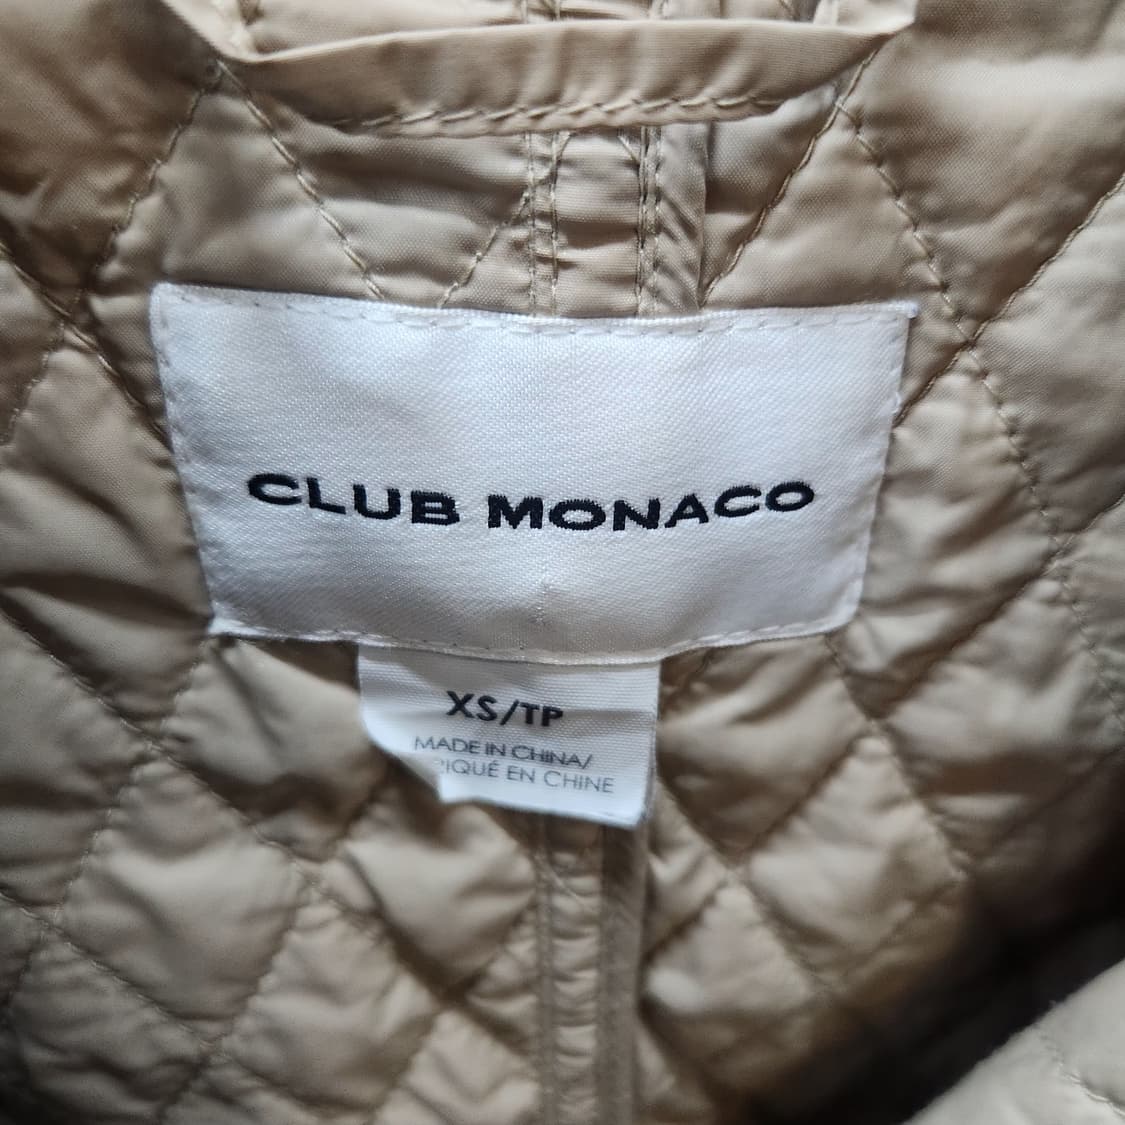 CLUB MONACO
XS/TP
MADE IN CHINA/
EN CHINE